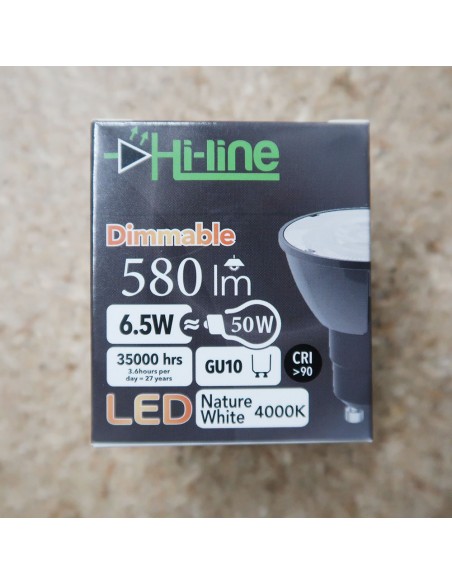 Hi-line
Dimmable
580 lm
6.5W ≈ 50W
35000 hrs
3.6hours per
day = 27 years
GU10
CRI
>90
LED
Nature
White 4000K